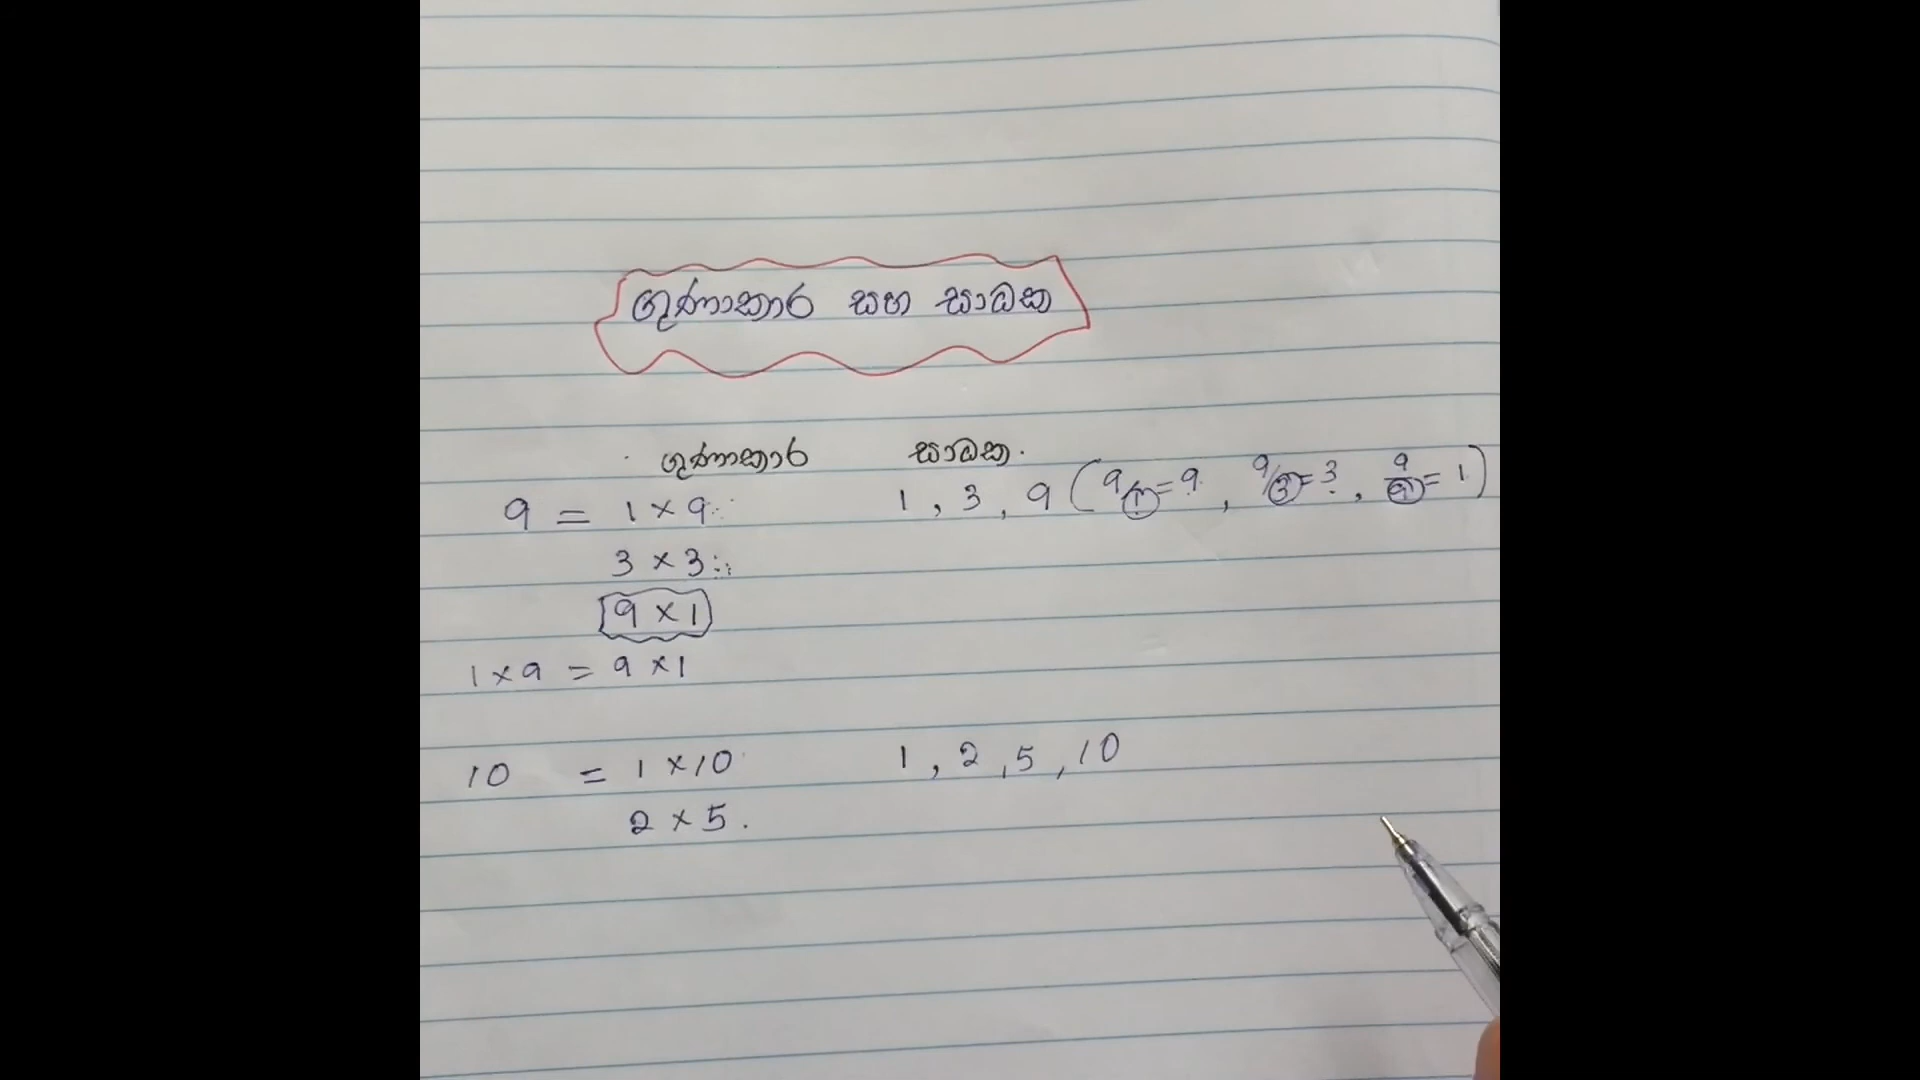 ගුණාකාර සහ සාධක
ගුණාකාර සාධක.
9 = 1 × 9 1 , 3 , 9 ( 9/1 = 9 , 9/3 = 3 , 9/9 = 1 )
3 × 3
9 × 1
1 × 9 = 9 × 1
10 = 1 × 10 1 , 2 , 5 , 10
2 × 5 .